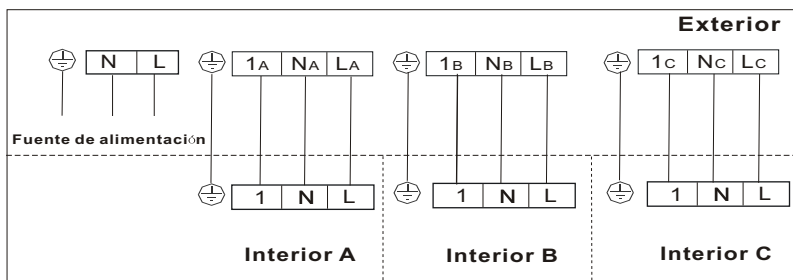 Exterior
N L 1A NA LA 1B NB LB 1C NC LC
Fuente de alimentación
1 N L 1 N L 1 N L
Interior A Interior B Interior C